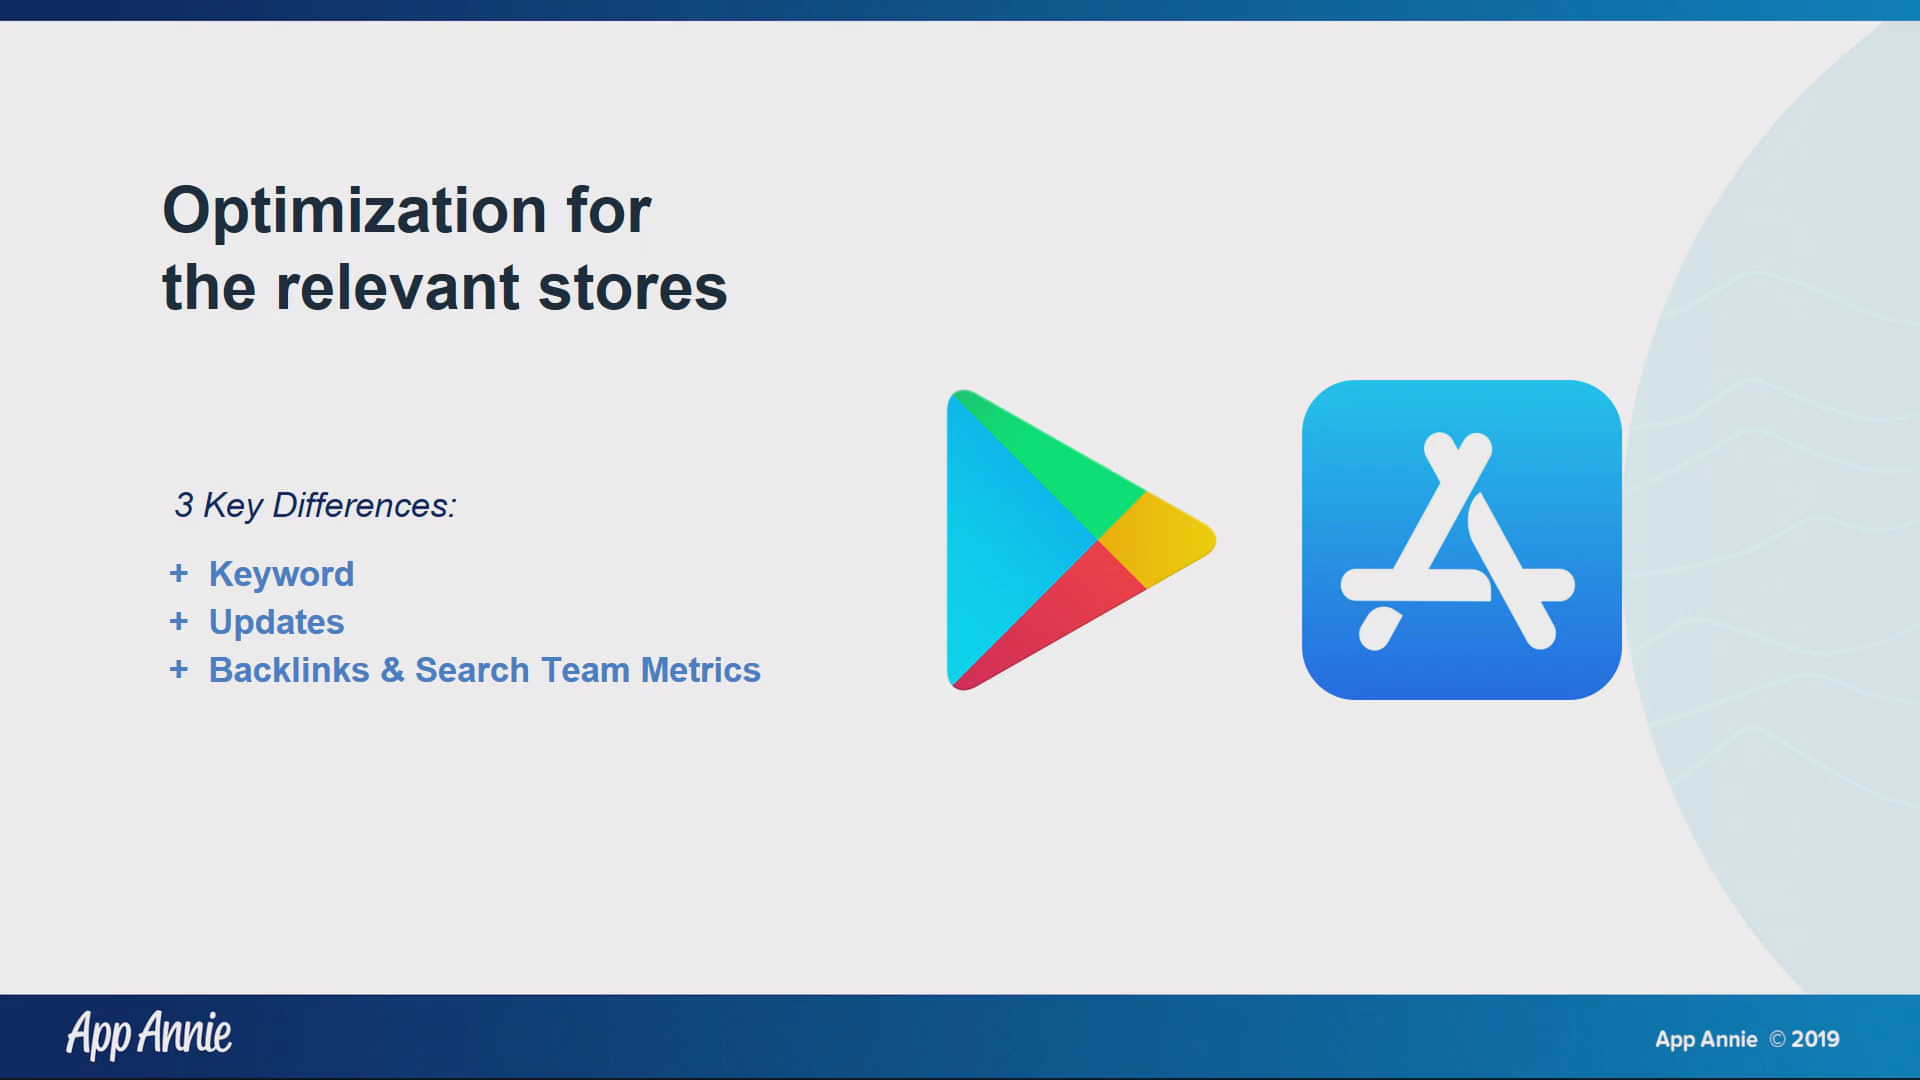 Optimization for
the relevant stores
3 Key Differences:
+ Keyword
+ Updates
+ Backlinks & Search Team Metrics
App Annie
App Annie © 2019